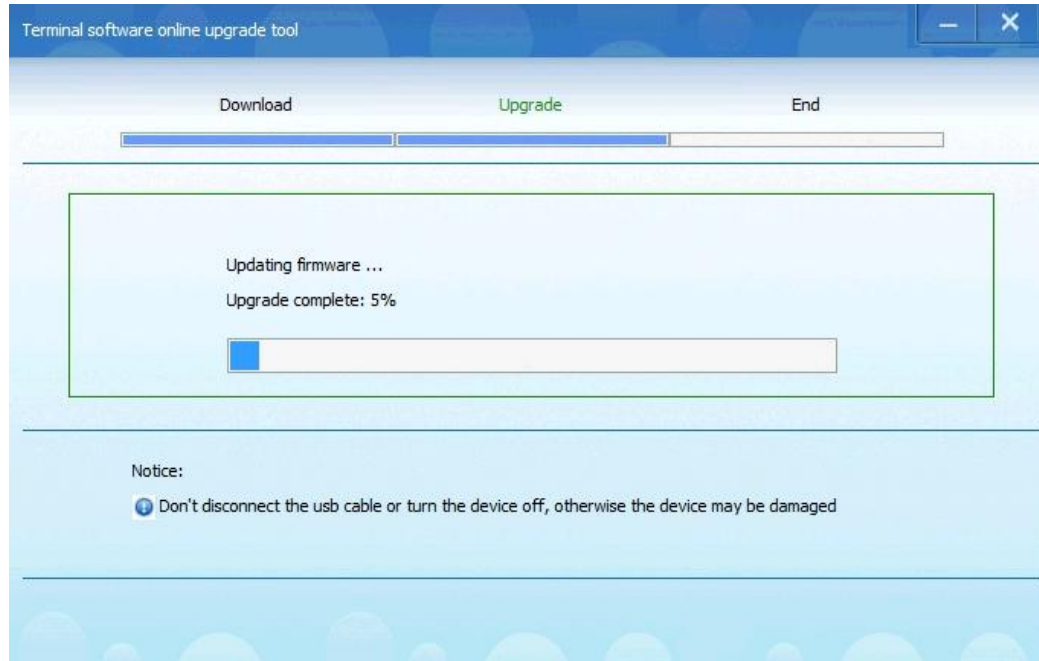 Terminal software online upgrade tool
Download Upgrade End
Updating firmware ...
Upgrade complete: 5%
Notice:
Don't disconnect the usb cable or turn the device off, otherwise the device may be damaged